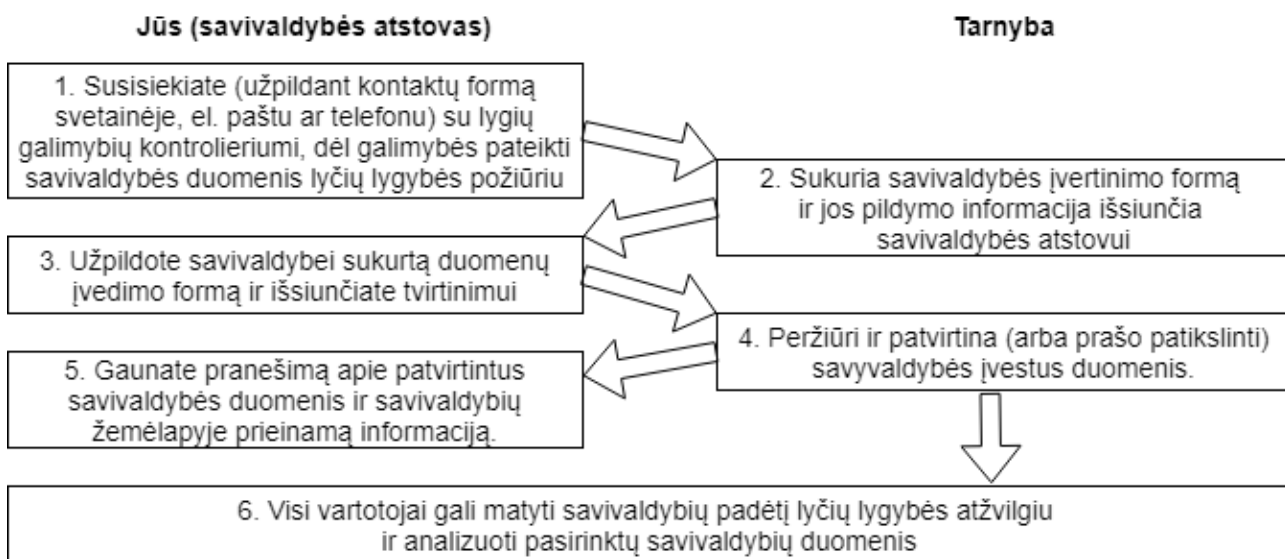 Jūs (savivaldybės atstovas)
Tarnyba
1. Susisiekiate (užpildant kontaktų formą
svetainėje, el. paštu ar telefonu) su lygių
galimybių kontrolieriumi, dėl galimybės pateikti
savivaldybės duomenis lyčių lygybės požiūriu
2. Sukuria savivaldybės įvertinimo formą
ir jos pildymo informacija išsiunčia
savivaldybės atstovui
3. Užpildote savivaldybei sukurtą duomenų
įvedimo formą ir išsiunčiate tvirtinimui
4. Peržiūri ir patvirtina (arba prašo patikslinti)
savyvaldybės įvestus duomenis.
5. Gaunate pranešimą apie patvirtintus
savivaldybės duomenis ir savivaldybių
žemėlapyje prieinamą informaciją.
6. Visi vartotojai gali matyti savivaldybių padėtį lyčių lygybės atžvilgiu
ir analizuoti pasirinktų savivaldybių duomenis